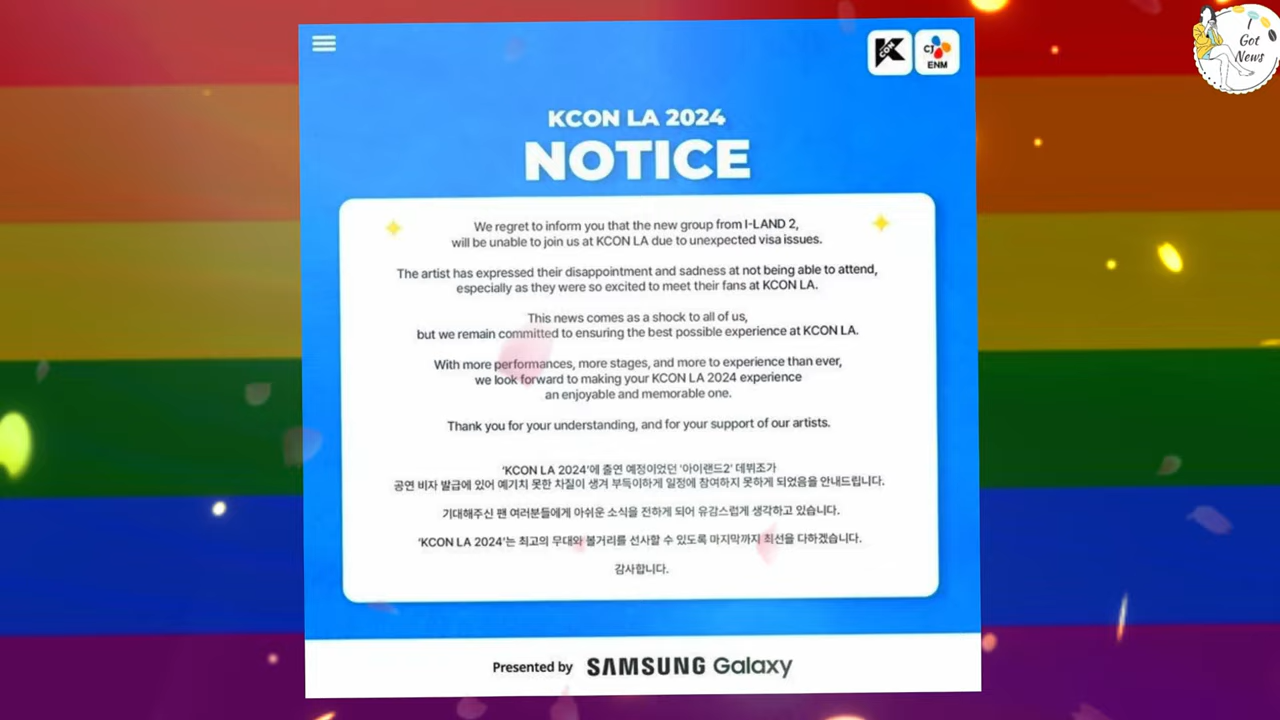 I
Got
News
KCON
CJ
ENM
KCON LA 2024
NOTICE
We regret to inform you that the new group from I-LAND 2,
will be unable to join us at KCON LA due to unexpected visa issues.
The artist has expressed their disappointment and sadness at not being able to attend,
especially as they were so excited to meet their fans at KCON LA.
This news comes as a shock to all of us,
but we remain committed to ensuring the best possible experience at KCON LA.
With more performances, more stages, and more to experience than ever,
we look forward to making your KCON LA 2024 experience
an enjoyable and memorable one.
Thank you for your understanding, and for your support of our artists.
‘KCON LA 2024’에 출연 예정이었던 ‘아이랜드2’ 데뷔조가
공연 비자 발급에 있어 예기치 못한 차질이 생겨 부득이하게 일정에 참여하지 못하게 되었음을 안내드립니다.
기대해주신 팬 여러분들에게 아쉬운 소식을 전하게 되어 유감스럽게 생각하고 있습니다.
‘KCON LA 2024’는 최고의 무대와 볼거리를 선사할 수 있도록 마지막까지 최선을 다하겠습니다.
감사합니다.
Presented by SAMSUNG Galaxy